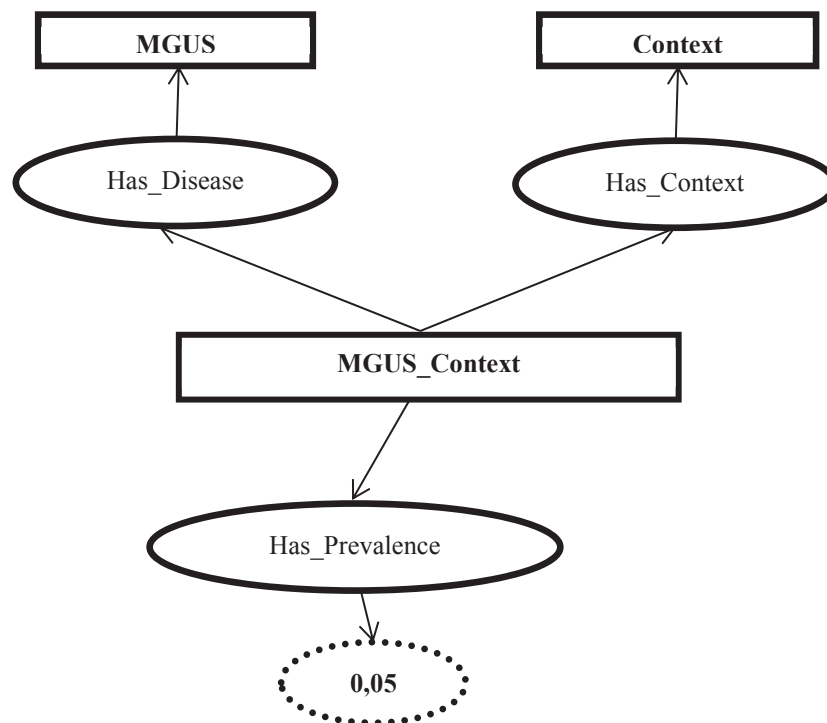 MGUS
Context
Has_Disease
Has_Context
MGUS_Context
Has_Prevalence
0,05